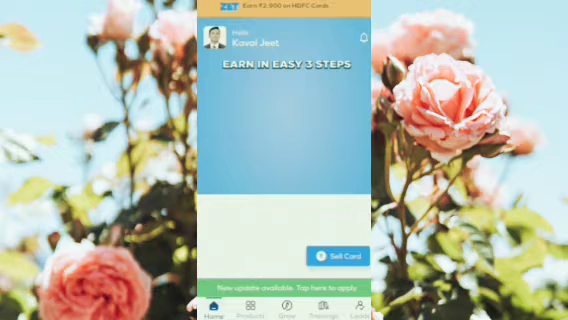 ZET Earn ₹2,900 on HDFC Cards
Hello
Kaval Jeet
EARN IN EASY 3 STEPS
Sell Card
New update available. Tap here to apply
Home Products Grow Trainings Leads